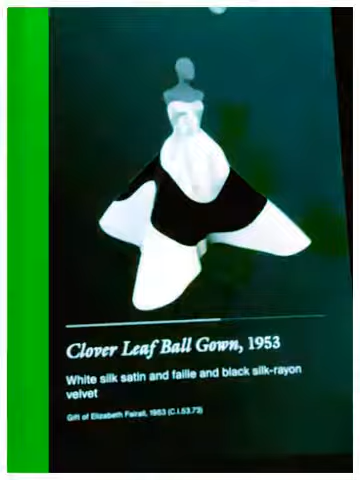 Clover Leaf Ball Gown, 1953
White silk satin and faille and black silk-rayon
velvet
Gift of Elizabeth Fairall, 1953 (C.I.53.73)